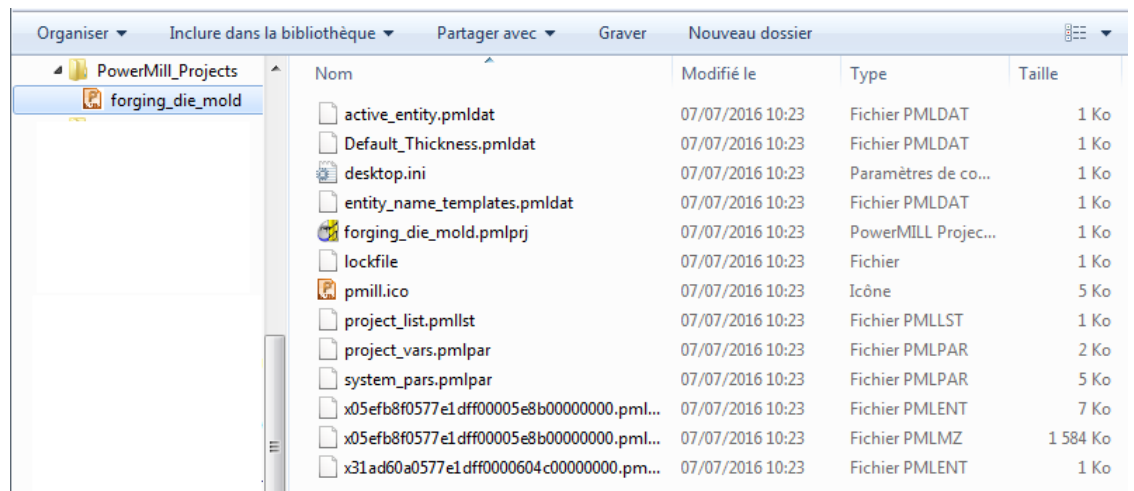 Organiser Inclure dans la bibliothèque Partager avec Graver Nouveau dossier
PowerMill_Projects
forging_die_mold
Nom Modifié le Type Taille
active_entity.pmldat 07/07/2016 10:23 Fichier PMLDAT 1 Ko
Default_Thickness.pmldat 07/07/2016 10:23 Fichier PMLDAT 1 Ko
desktop.ini 07/07/2016 10:23 Paramètres de co... 1 Ko
entity_name_templates.pmldat 07/07/2016 10:23 Fichier PMLDAT 1 Ko
forging_die_mold.pmlprj 07/07/2016 10:23 PowerMILL Projec... 1 Ko
lockfile 07/07/2016 10:23 Fichier 1 Ko
pmill.ico 07/07/2016 10:23 Icône 5 Ko
project_list.pmllst 07/07/2016 10:23 Fichier PMLLST 1 Ko
project_vars.pmlpar 07/07/2016 10:23 Fichier PMLPAR 2 Ko
system_pars.pmlpar 07/07/2016 10:23 Fichier PMLPAR 5 Ko
x05efb8f0577e1dff00005e8b00000000.pml... 07/07/2016 10:23 Fichier PMLENT 7 Ko
x05efb8f0577e1dff00005e8b00000000.pml... 07/07/2016 10:23 Fichier PMLMZ 1 584 Ko
x31ad60a0577e1dff0000604c00000000.pm... 07/07/2016 10:23 Fichier PMLENT 1 Ko